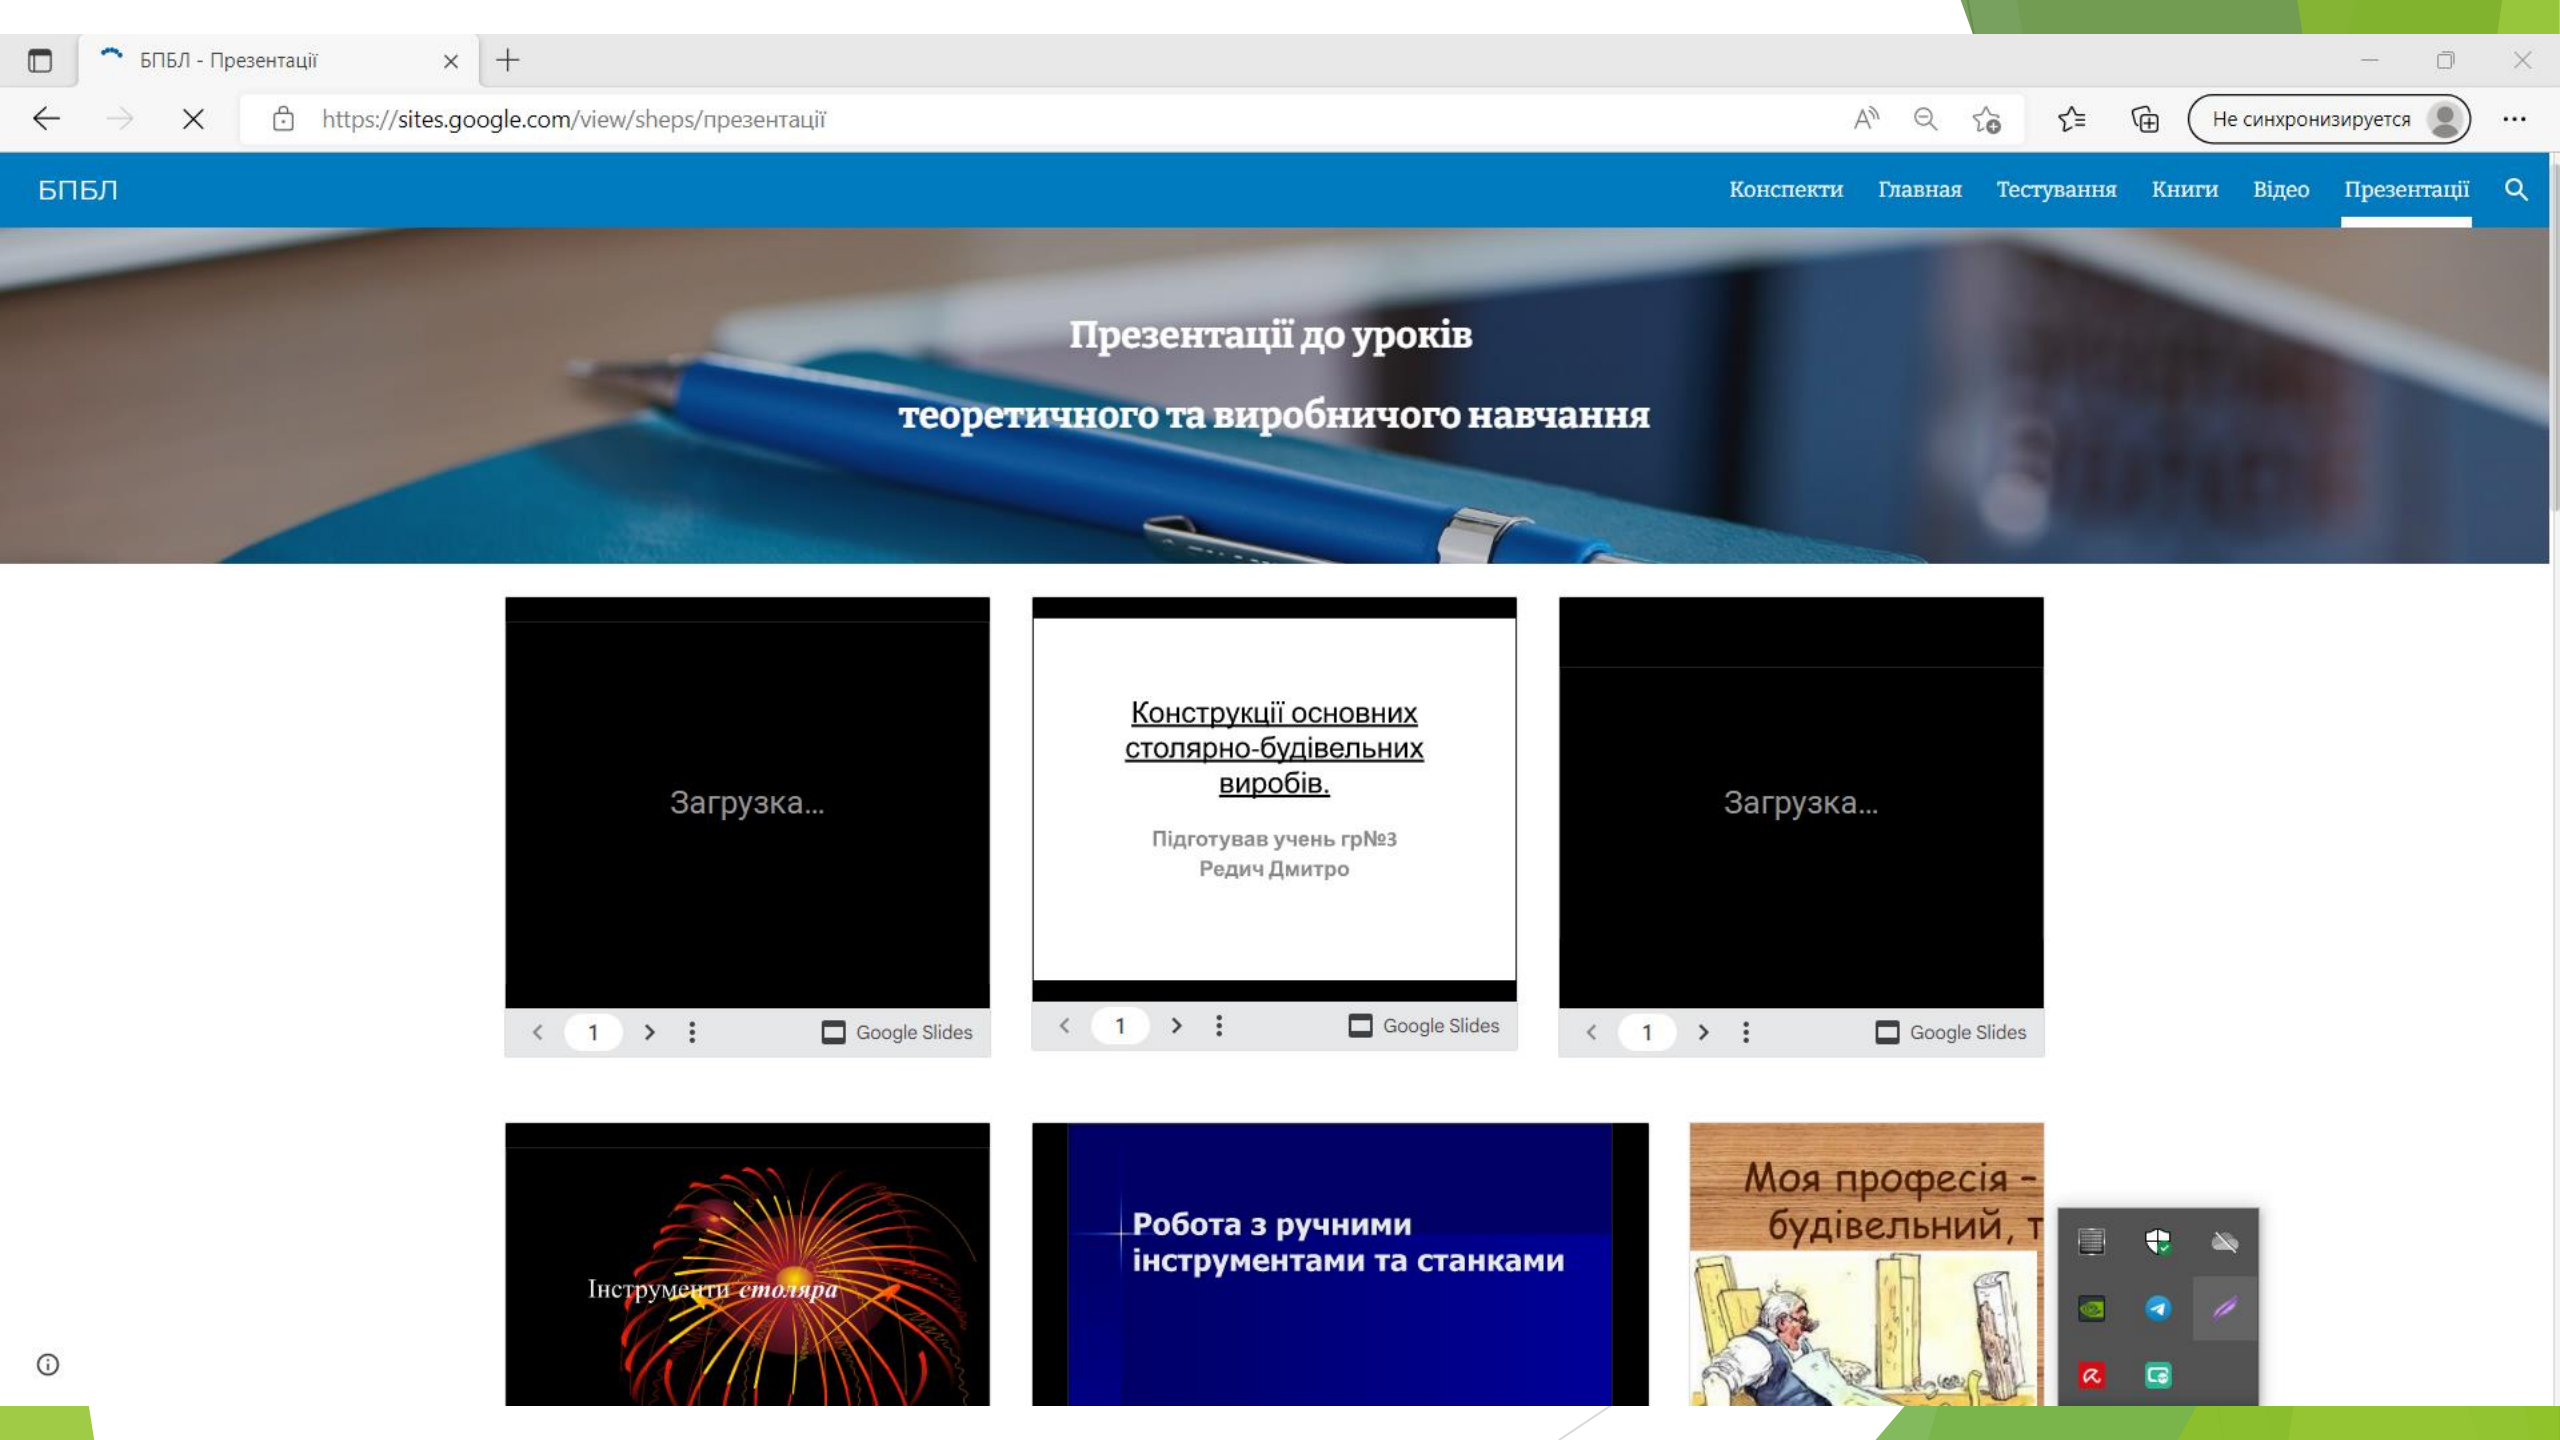 БПБЛ - Презентації
https://sites.google.com/view/sheps/презентації
Не синхронизируется
БПБЛ
Конспекти Главная Тестування Книги Відео Презентації
Презентації до уроків
теоретичного та виробничого навчання
Загрузка...
1
Google Slides
Конструкції основних
столярно-будівельних
виробів.
Підготував учень гр№3
Редич Дмитро
1
Google Slides
Загрузка...
1
Google Slides
Інструменти столяра
Робота з ручними
інструментами та станками
Моя професія -
будівельний, т